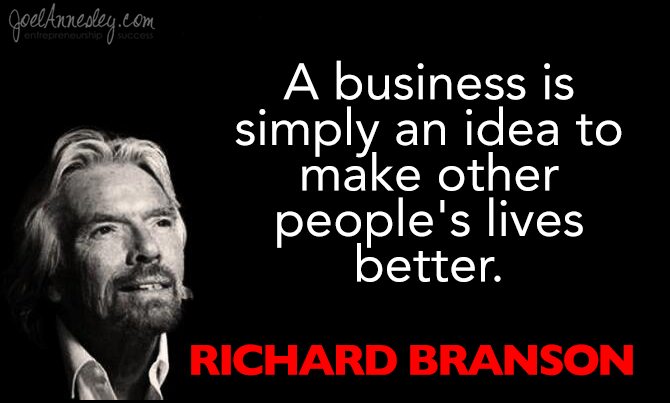 JoelAnnesley.com
entrepreneurship success
A business is
simply an idea to
make other
people's lives
better.
RICHARD BRANSON